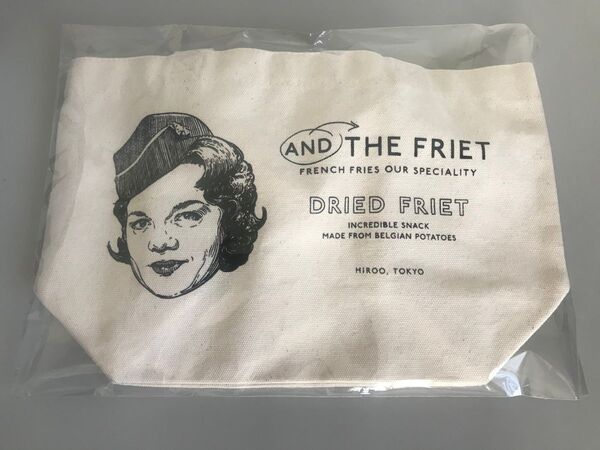 AND THE FRIET
FRENCH FRIES OUR SPECIALITY
DRIED FRIET
INCREDIBLE SNACK
MADE FROM BELGIAN POTATOES
HIROO, TOKYO